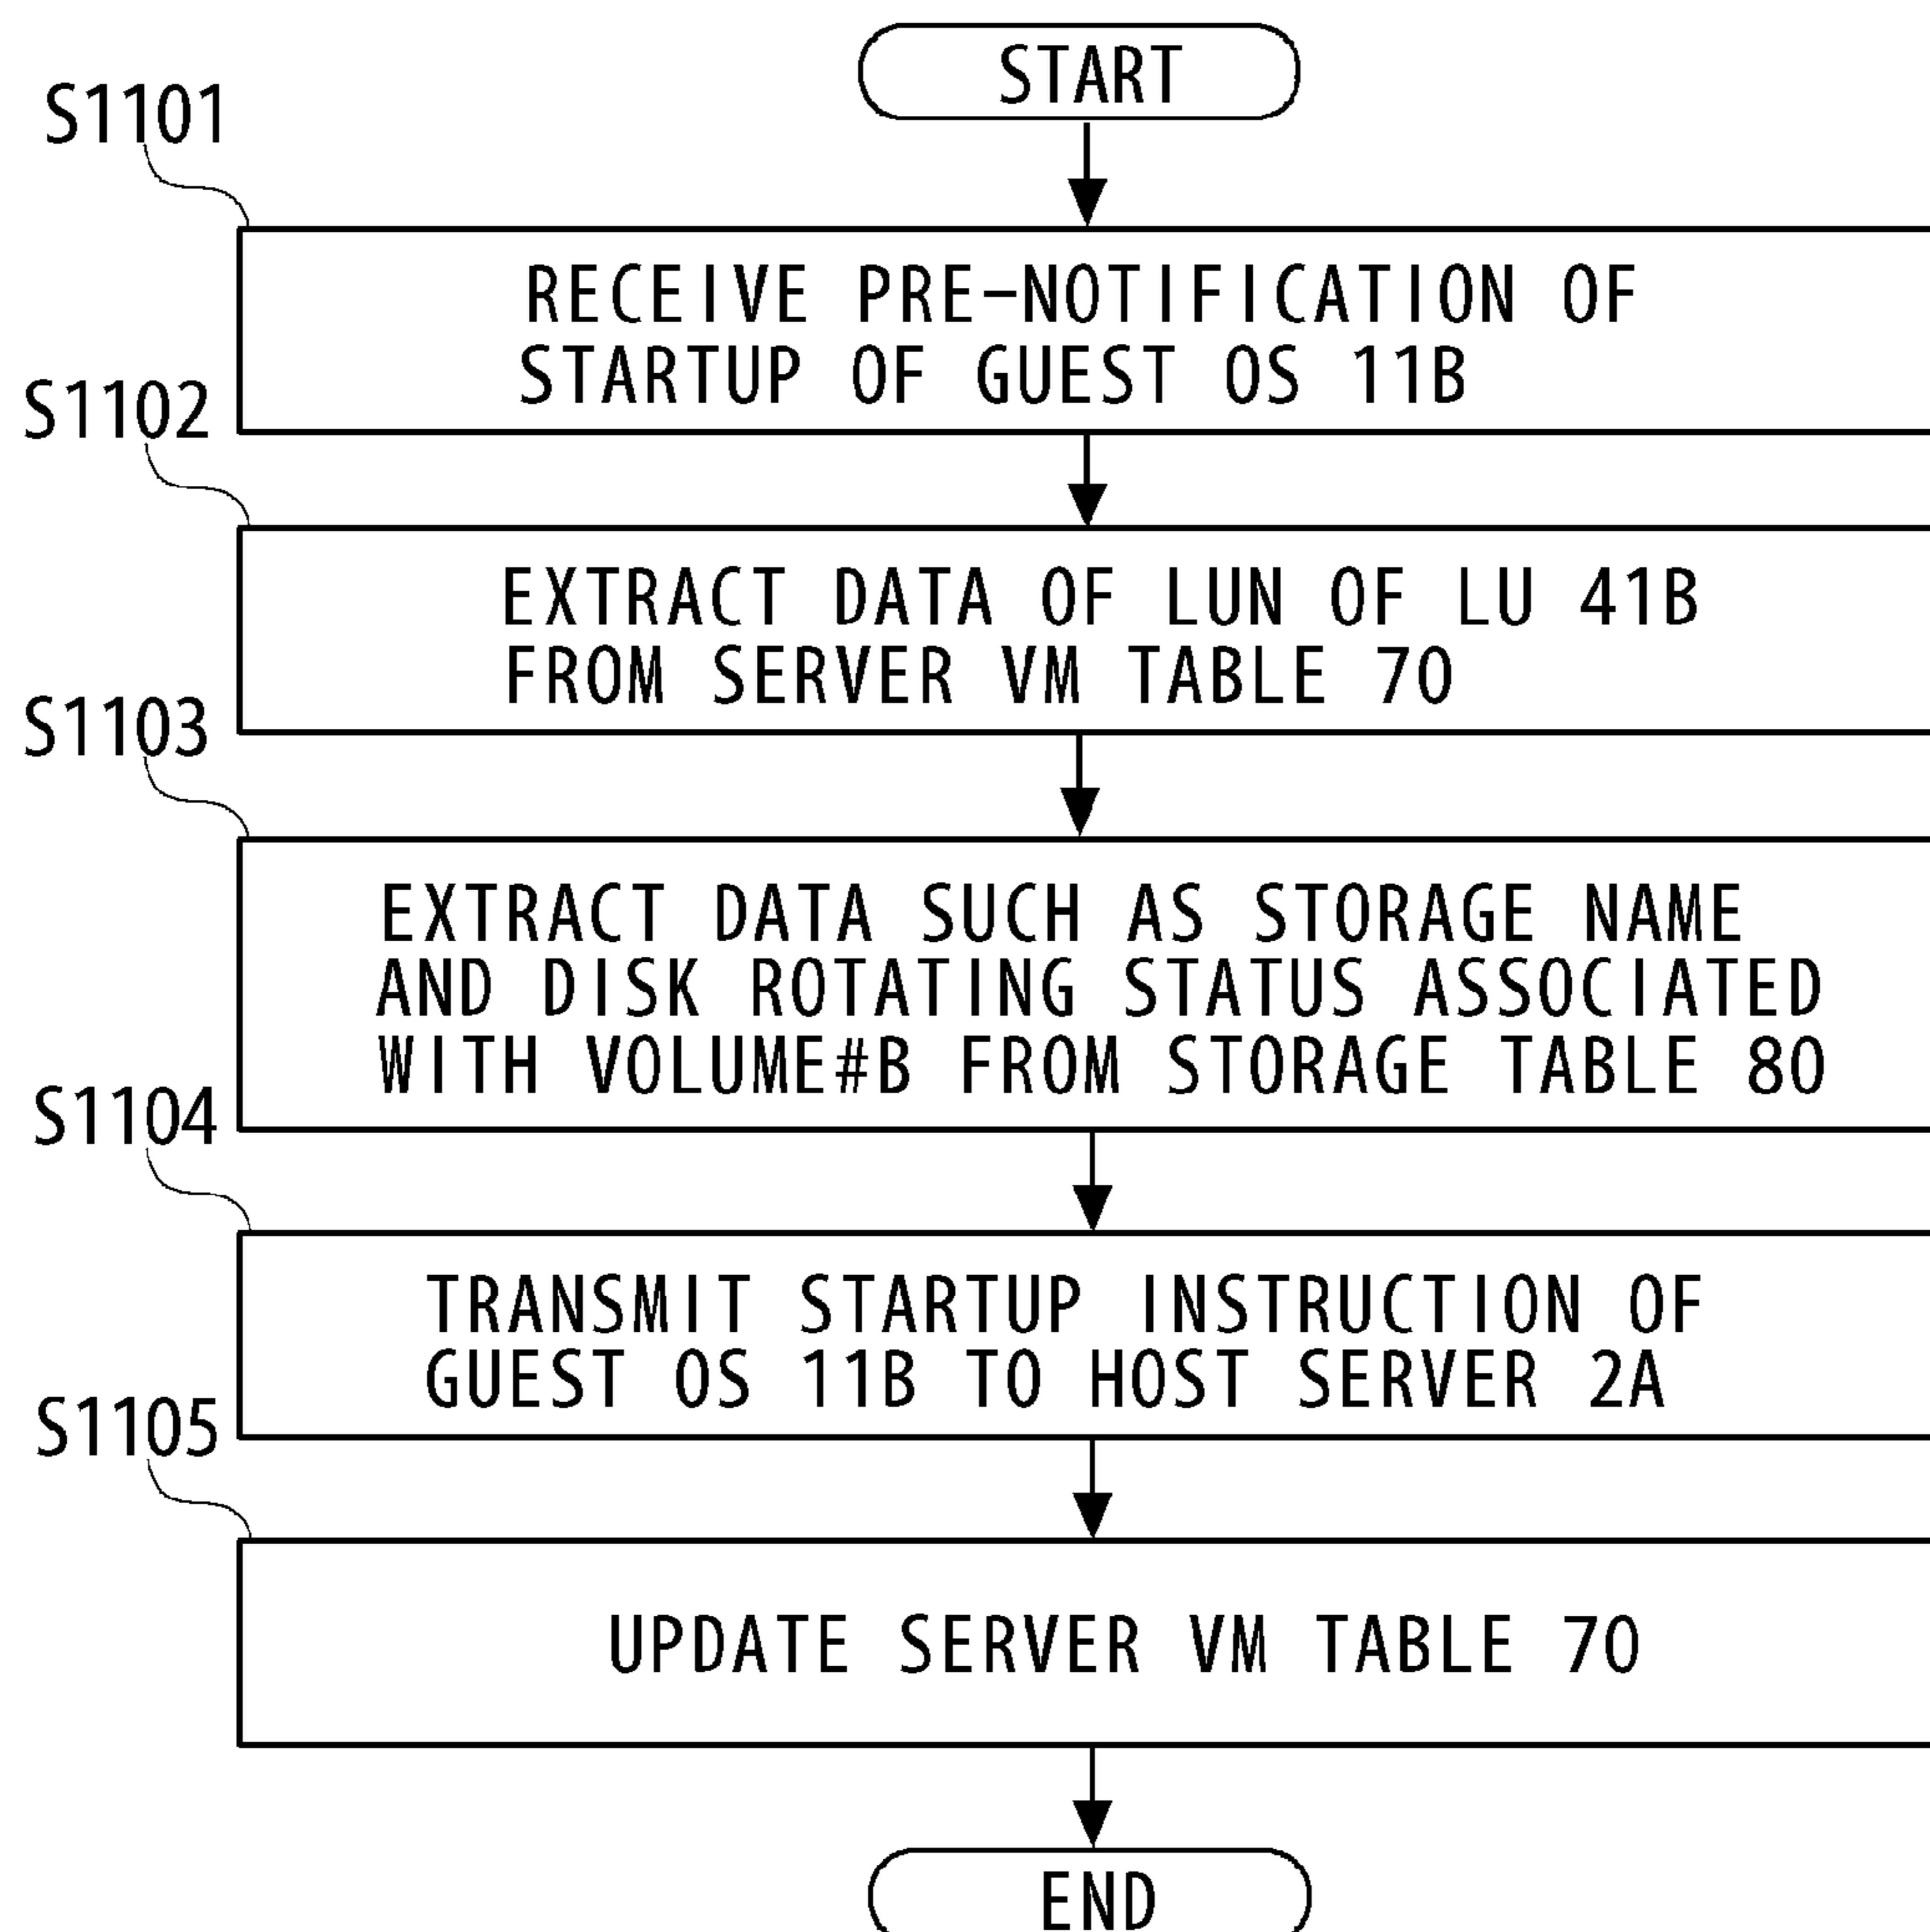 START
S1101
RECEIVE PRE-NOTIFICATION OF
STARTUP OF GUEST OS 11B
S1102
EXTRACT DATA OF LUN OF LU 41B
FROM SERVER VM TABLE 70
S1103
EXTRACT DATA SUCH AS STORAGE NAME
AND DISK ROTATING STATUS ASSOCIATED
WITH VOLUME#B FROM STORAGE TABLE 80
S1104
TRANSMIT STARTUP INSTRUCTION OF
GUEST OS 11B TO HOST SERVER 2A
S1105
UPDATE SERVER VM TABLE 70
END